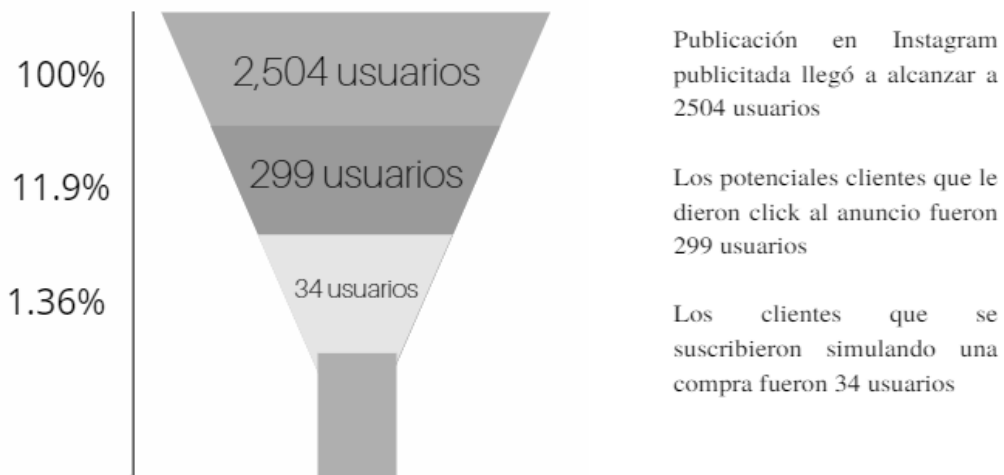 100%
2,504 usuarios
Publicación en Instagram
publicitada llegó a alcanzar a
2504 usuarios
11.9%
299 usuarios
Los potenciales clientes que le
dieron click al anuncio fueron
299 usuarios
1.36%
34 usuarios
Los clientes que se
suscribieron simulando una
compra fueron 34 usuarios